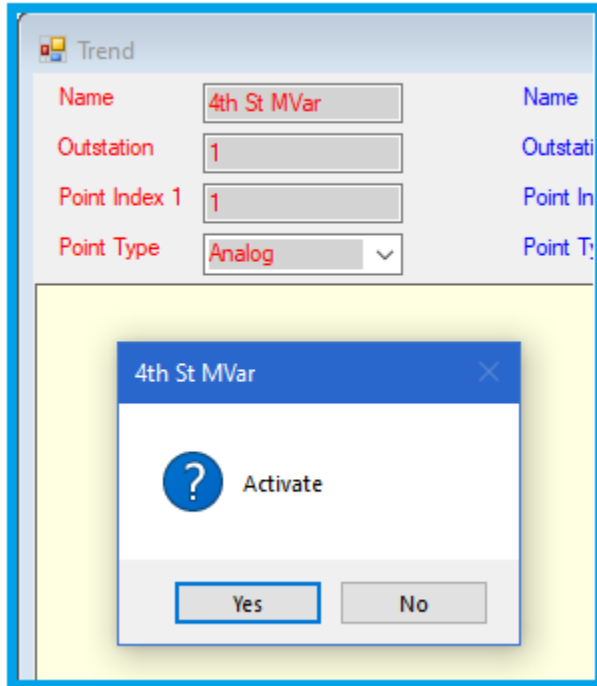 Trend
Name 4th St MVar Name
Outstation 1 Outstati
Point Index 1 1 Point In
Point Type Analog Point Ty
4th St MVar
Activate
Yes No